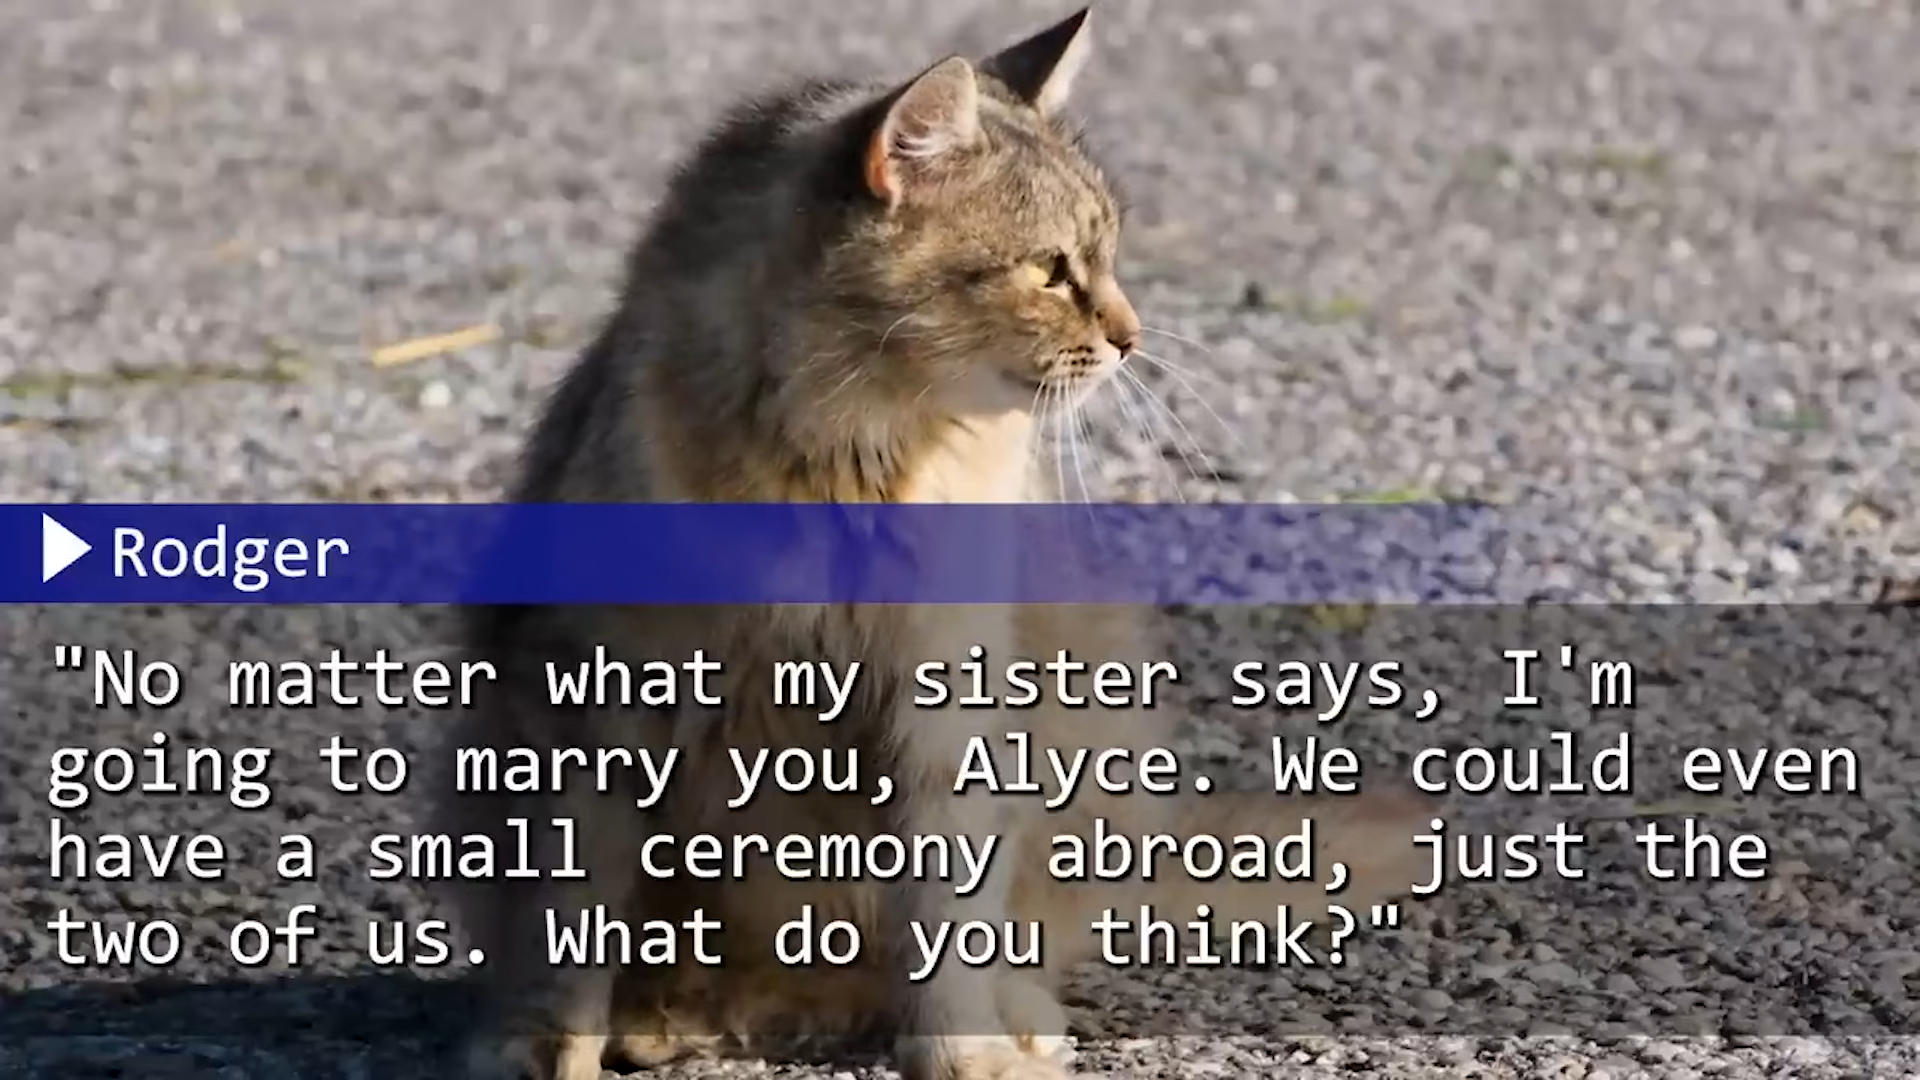 Rodger
"No matter what my sister says, I'm
going to marry you, Alyce. We could even
have a small ceremony abroad, just the
two of us. What do you think?"